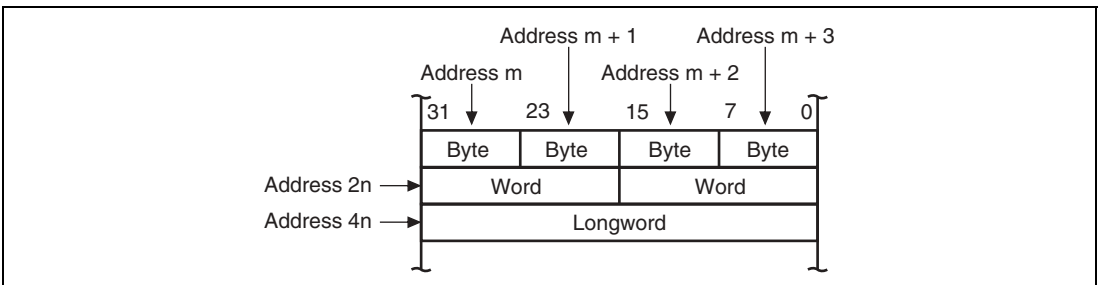 Address m + 1 Address m + 3
Address m Address m + 2
31 23 15 7 0
Byte Byte Byte Byte
Address 2n Word Word
Address 4n Longword